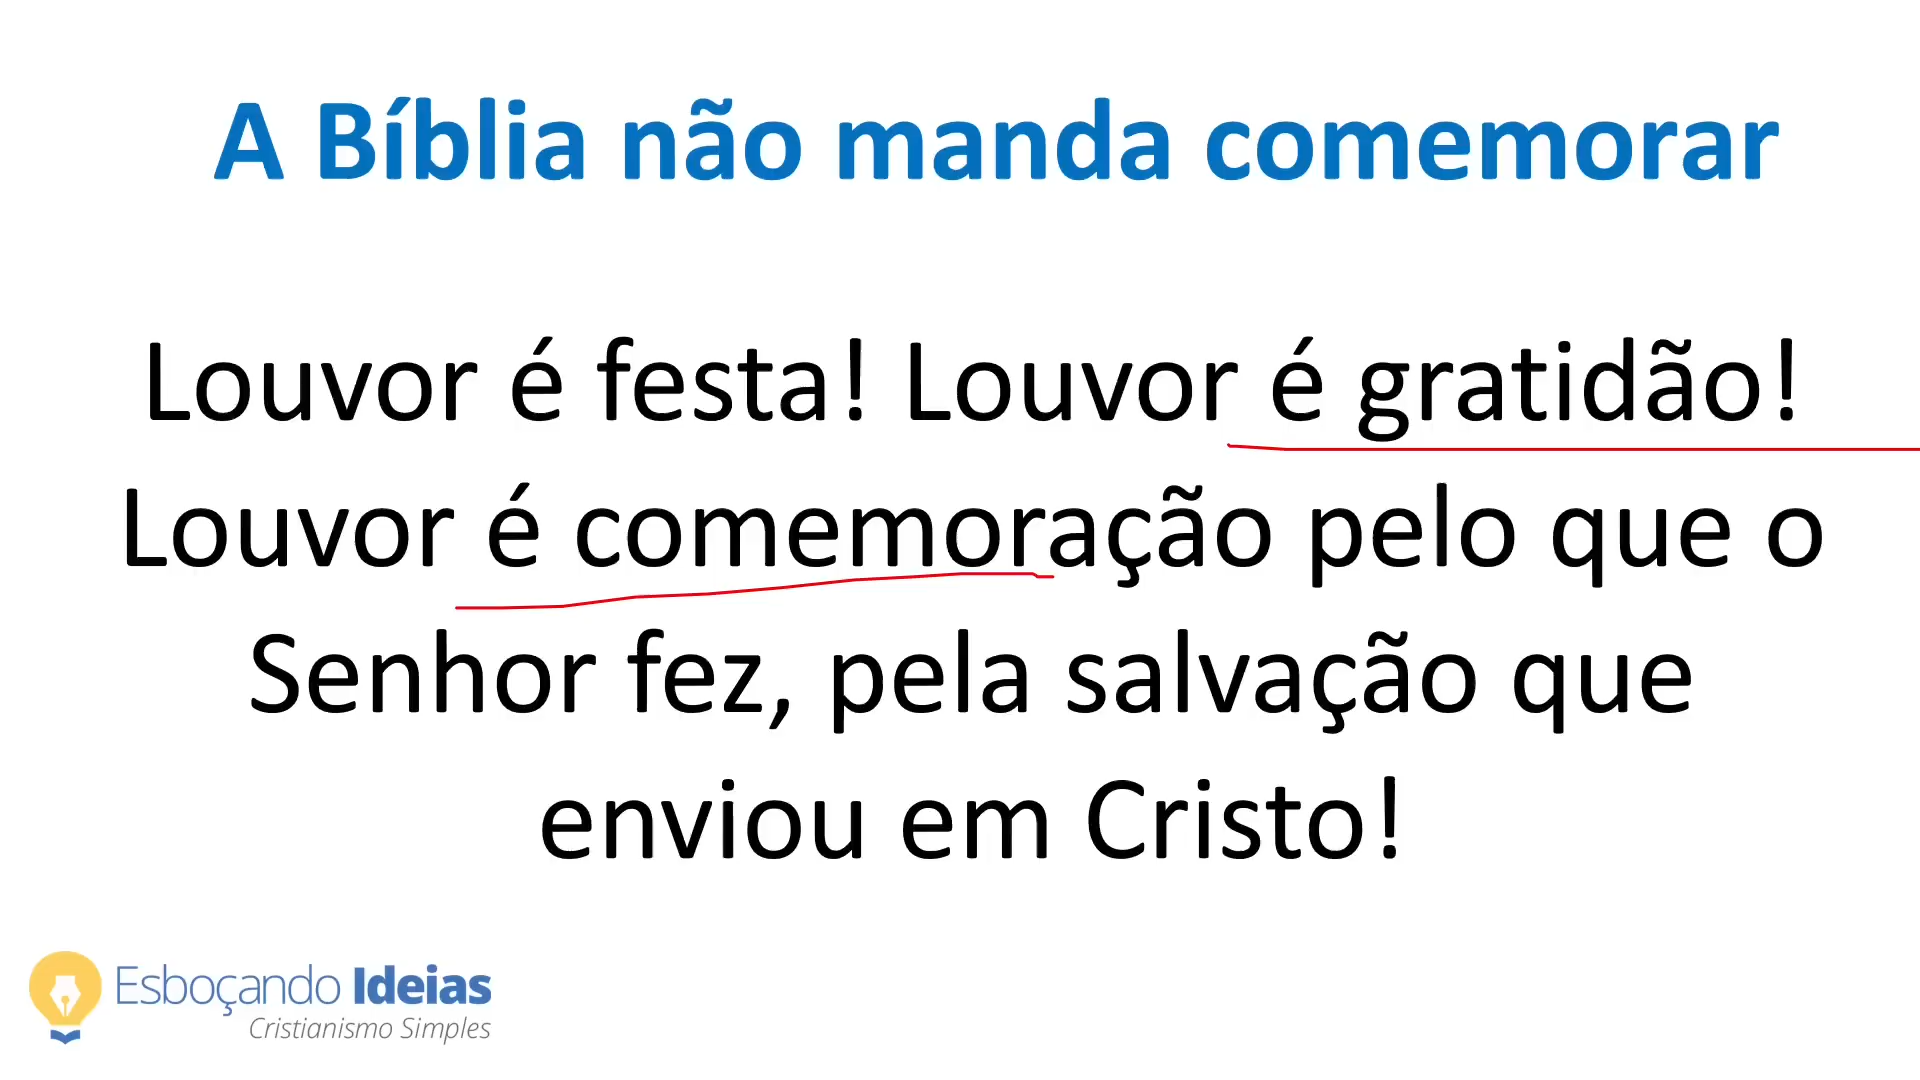 A Bíblia não manda comemorar
Louvor é festa! Louvor é gratidão!
Louvor é comemoração pelo que o
Senhor fez, pela salvação que
enviou em Cristo!
Esboçando Ideias
Cristianismo Simples